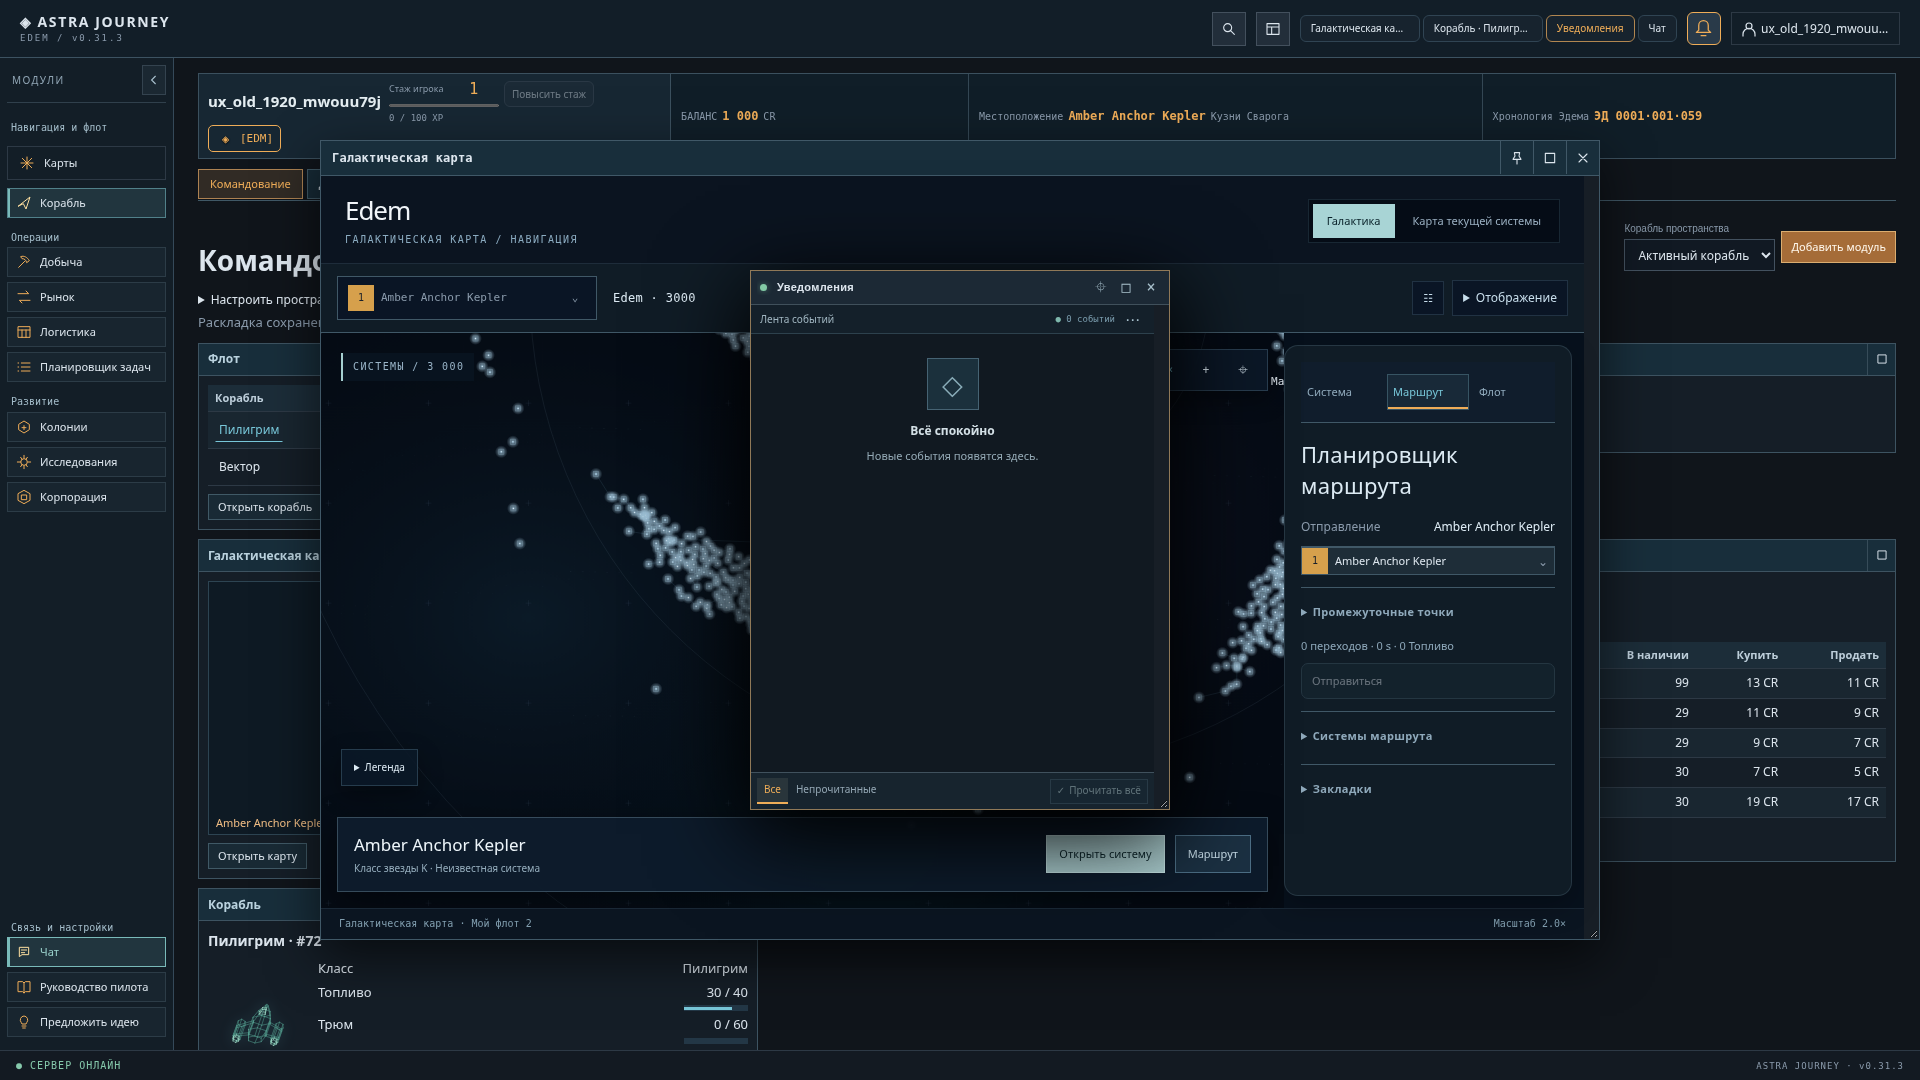 ◈ ASTRA JOURNEY
EDEM / v0.31.3
Галактическая ка...
Корабль · Пилигр...
Уведомления
Чат
ux_old_1920_mwouu...
МОДУЛИ
Навигация и флот
Карты
Корабль
Операции
Добыча
Рынок
Логистика
Планировщик задач
Развитие
Колонии
Исследования
Корпорация
Связь и настройки
Чат
Руководство пилота
Предложить идею
ux_old_1920_mwouu79j
Стаж игрока 1
0 / 100 XP
Повысить стаж
[EDM]
БАЛАНС 1 000 CR
Местоположение Amber Anchor Kepler Кузни Сварога
Хронология Эдема ЭД 0001·001·059
Командование
Корабль пространства
Активный корабль
Добавить модуль
Флот
Корабль
Пилигрим
Вектор
Открыть корабль
Открыть карту
Корабль
Пилигрим · #72
Класс Пилигрим
Топливо 30 / 40
Трюм 0 / 60
В наличии Купить Продать
99 13 CR 11 CR
29 11 CR 9 CR
29 9 CR 7 CR
30 7 CR 5 CR
30 19 CR 17 CR
Галактическая карта
Edem
ГАЛАКТИЧЕСКАЯ КАРТА / НАВИГАЦИЯ
Галактика
Карта текущей системы
1 Amber Anchor Kepler
Edem · 3000
Отображение
СИСТЕМЫ / 3 000
Легенда
Amber Anchor Kepler
Класс звезды K · Неизвестная система
Открыть систему
Маршрут
Галактическая карта · Мой флот 2
Масштаб 2.0×
Система
Маршрут
Флот
Планировщик
маршрута
Отправление Amber Anchor Kepler
1 Amber Anchor Kepler
Промежуточные точки
0 переходов · 0 s · 0 Топливо
Отправиться
Системы маршрута
Закладки
Уведомления
Лента событий
0 событий
Всё спокойно
Новые события появятся здесь.
Все
Непрочитанные
✓ Прочитать всё
СЕРВЕР ОНЛАЙН
ASTRA JOURNEY · v0.31.3